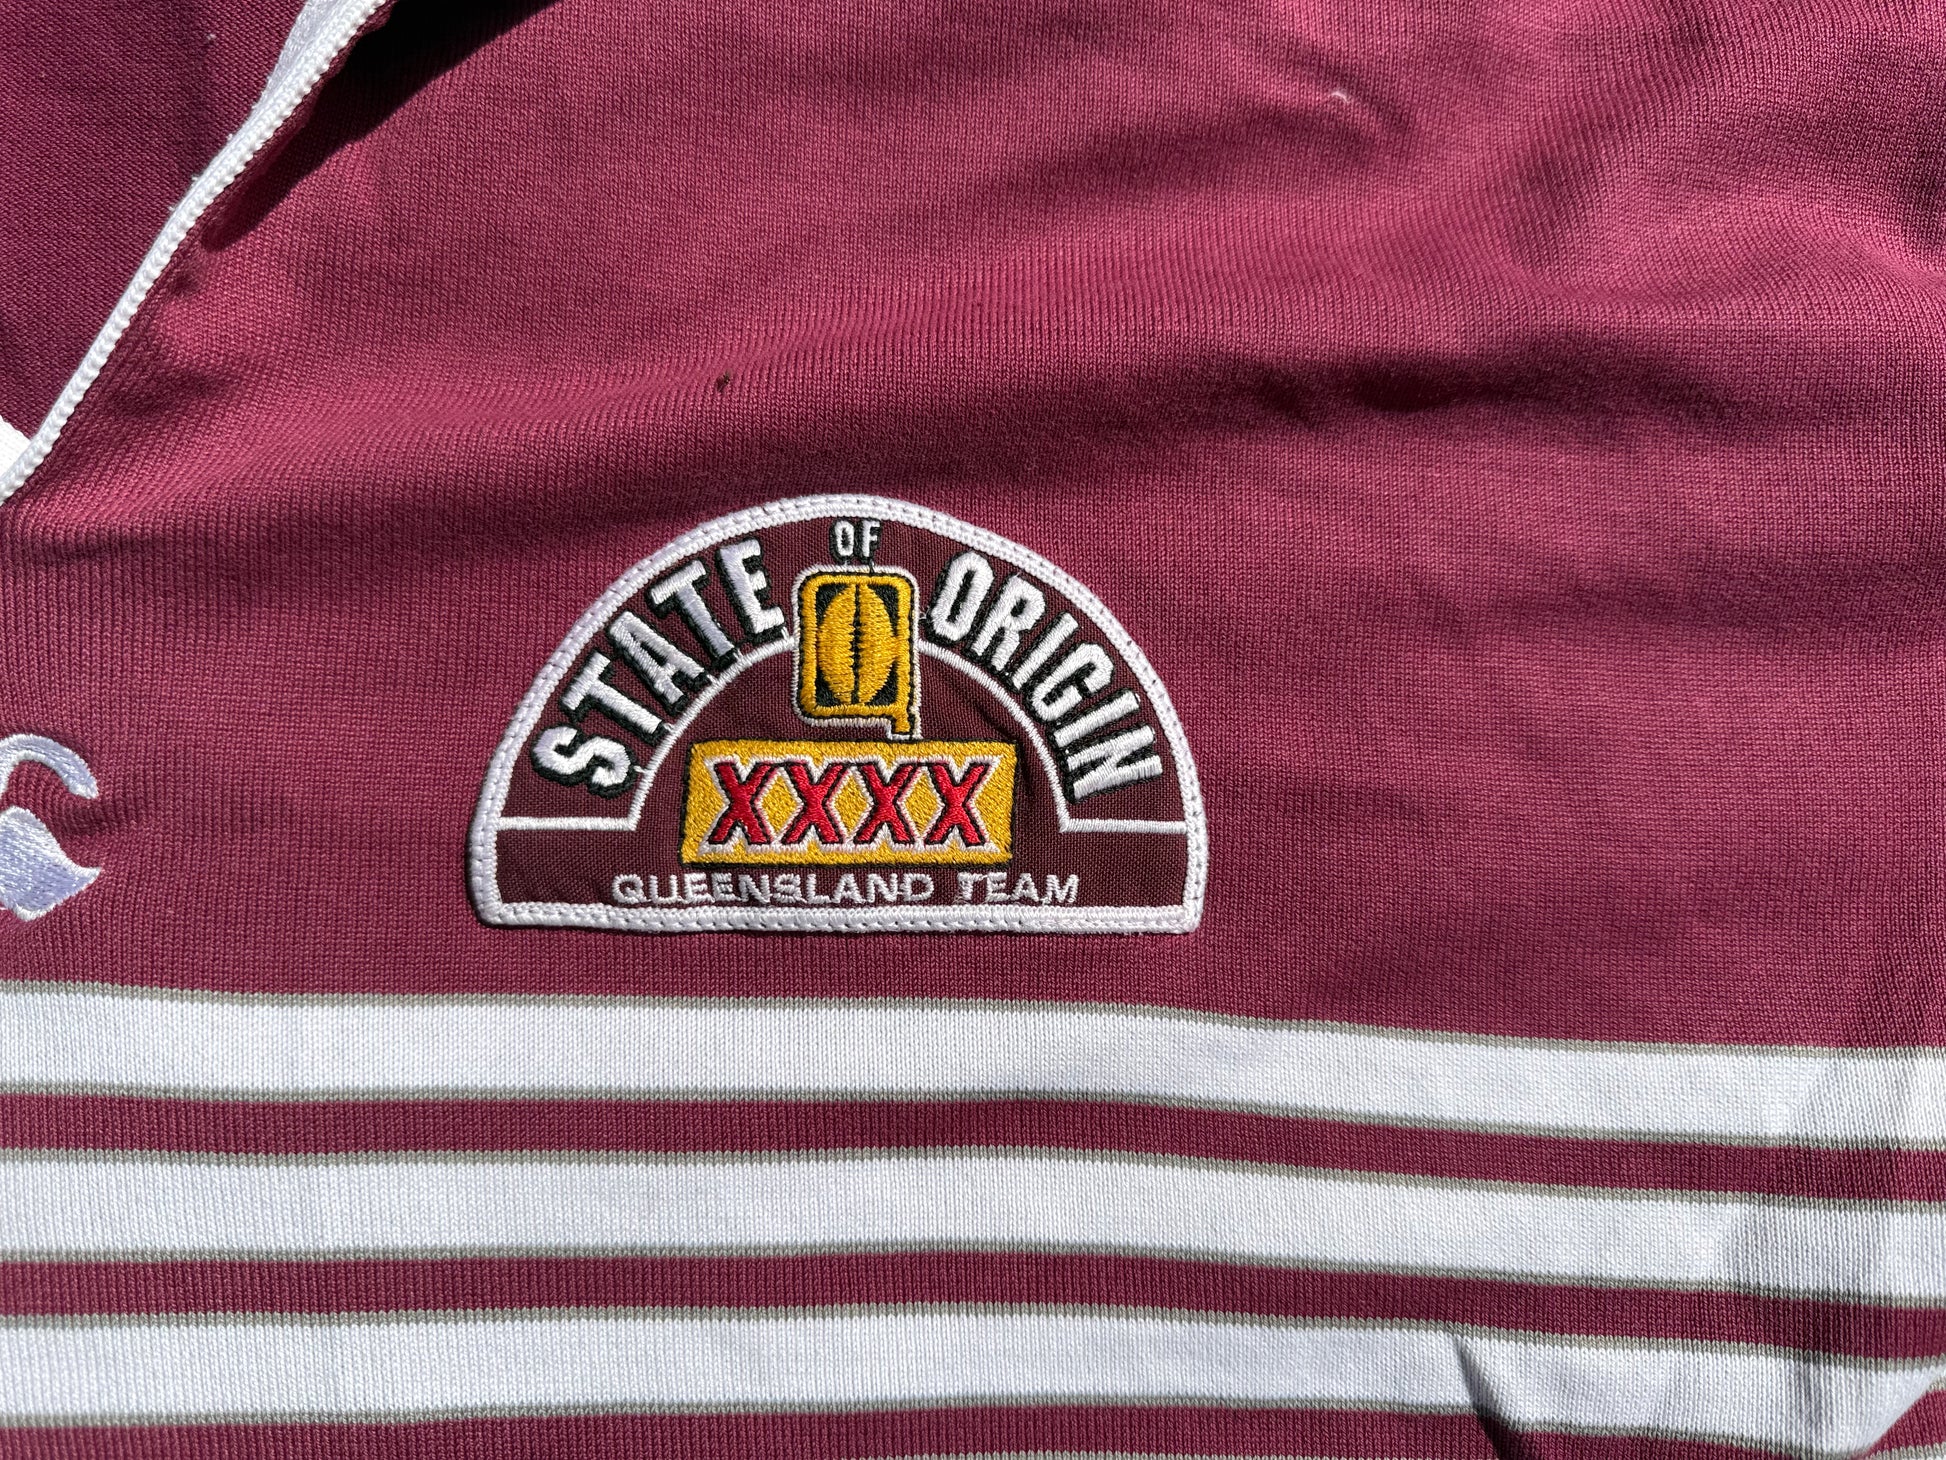 STATE OF ORIGIN
XXXX
QUEENSLAND TEAM